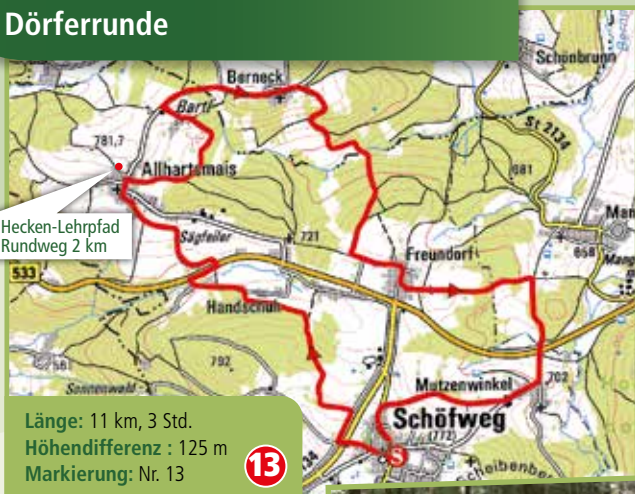 Dörferrunde
Schönbrunn
Berneck
Bartl
St 2134
781,7
Allhartsmais
681
Hecken-Lehrpfad
Rundweg 2 km
Sägfeiler
721
Freundorf
658
533
Handschuh
792
Sonnenwald
Mutzenwinkel
702
Schöfweg
(772)
S
Länge: 11 km, 3 Std.
Höhendifferenz : 125 m
Markierung: Nr. 13
13